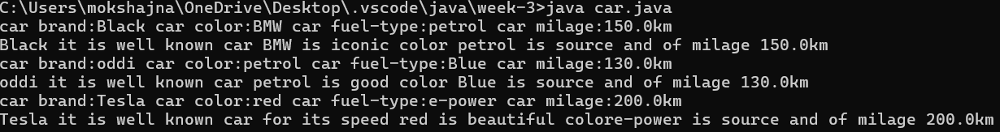 C:\Users\mokshajna\OneDrive\Desktop\.vscode\java\week-3>java car.java
car brand:Black car color:BMW car fuel-type:petrol car milage:150.0km
Black it is well known car BMW is iconic color petrol is source and of milage 150.0km
car brand:oddi car color:petrol car fuel-type:Blue car milage:130.0km
oddi it is well known car petrol is good color Blue is source and of milage 130.0km
car brand:Tesla car color:red car fuel-type:e-power car milage:200.0km
Tesla it is well known car for its speed red is beautiful colore-power is source and of milage 200.0km